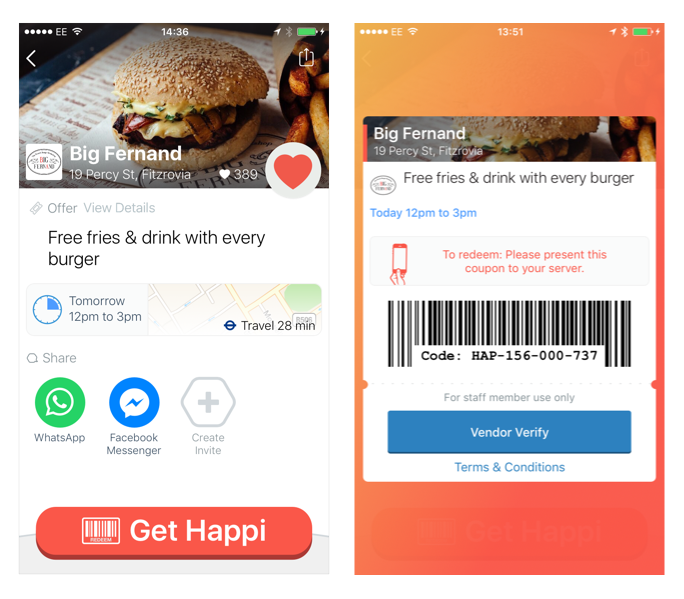 EE 14:36
Big Fernand
19 Percy St, Fitzrovia 389
BIG
FERNAND
Offer View Details
Free fries & drink with every
burger
Tomorrow
12pm to 3pm
Travel 28 min
Share
WhatsApp
Facebook
Messenger
Create
Invite
REDEEM
Get Happi
EE 13:51
Big Fernand
19 Percy St, Fitzrovia
Free fries & drink with every burger
Today 12pm to 3pm
To redeem: Please present this
coupon to your server.
Code: HAP-156-000-737
For staff member use only
Vendor Verify
Terms & Conditions
Get Happi